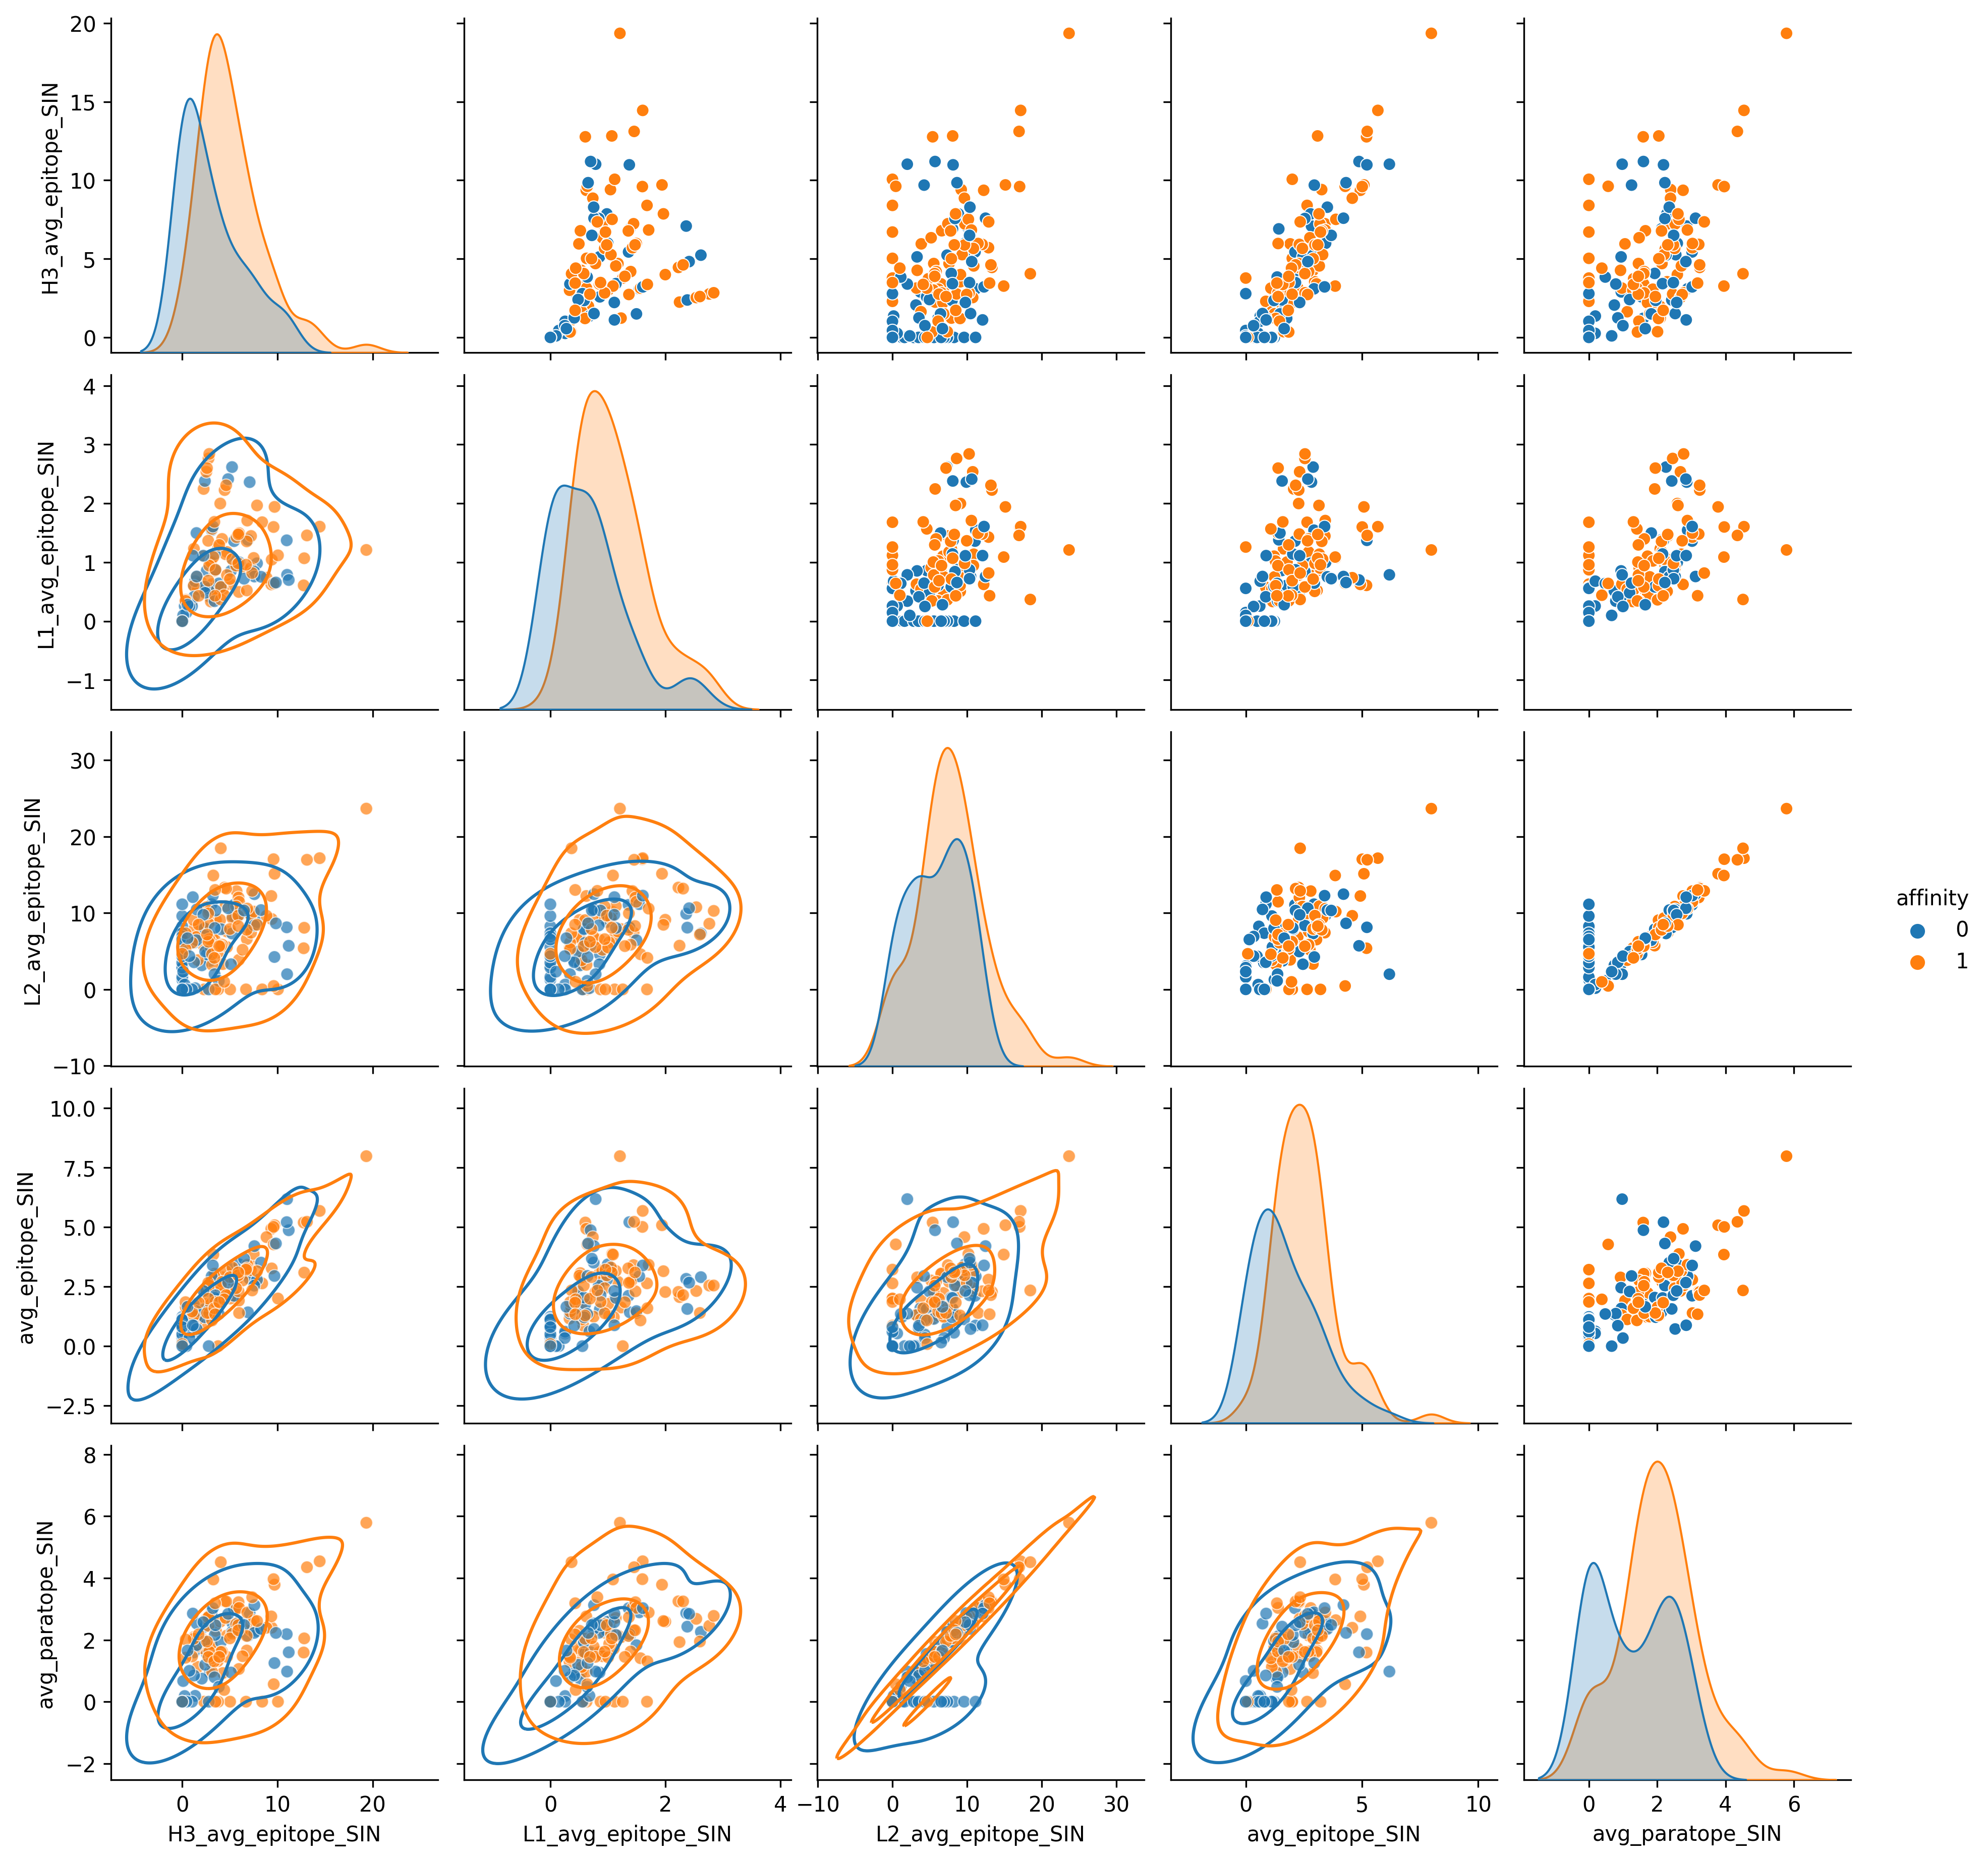 20
15
10
5
0
H3_avg_epitope_SIN
4
3
2
1
0
−1
L1_avg_epitope_SIN
30
20
10
0
−10
L2_avg_epitope_SIN
affinity
0
1
10.0
7.5
5.0
2.5
0.0
−2.5
avg_epitope_SIN
8
6
4
2
0
−2
avg_paratope_SIN
0 10 20
0 2 4
−10 0 10 20 30
0 5 10
0 2 4 6
H3_avg_epitope_SIN
L1_avg_epitope_SIN
L2_avg_epitope_SIN
avg_epitope_SIN
avg_paratope_SIN